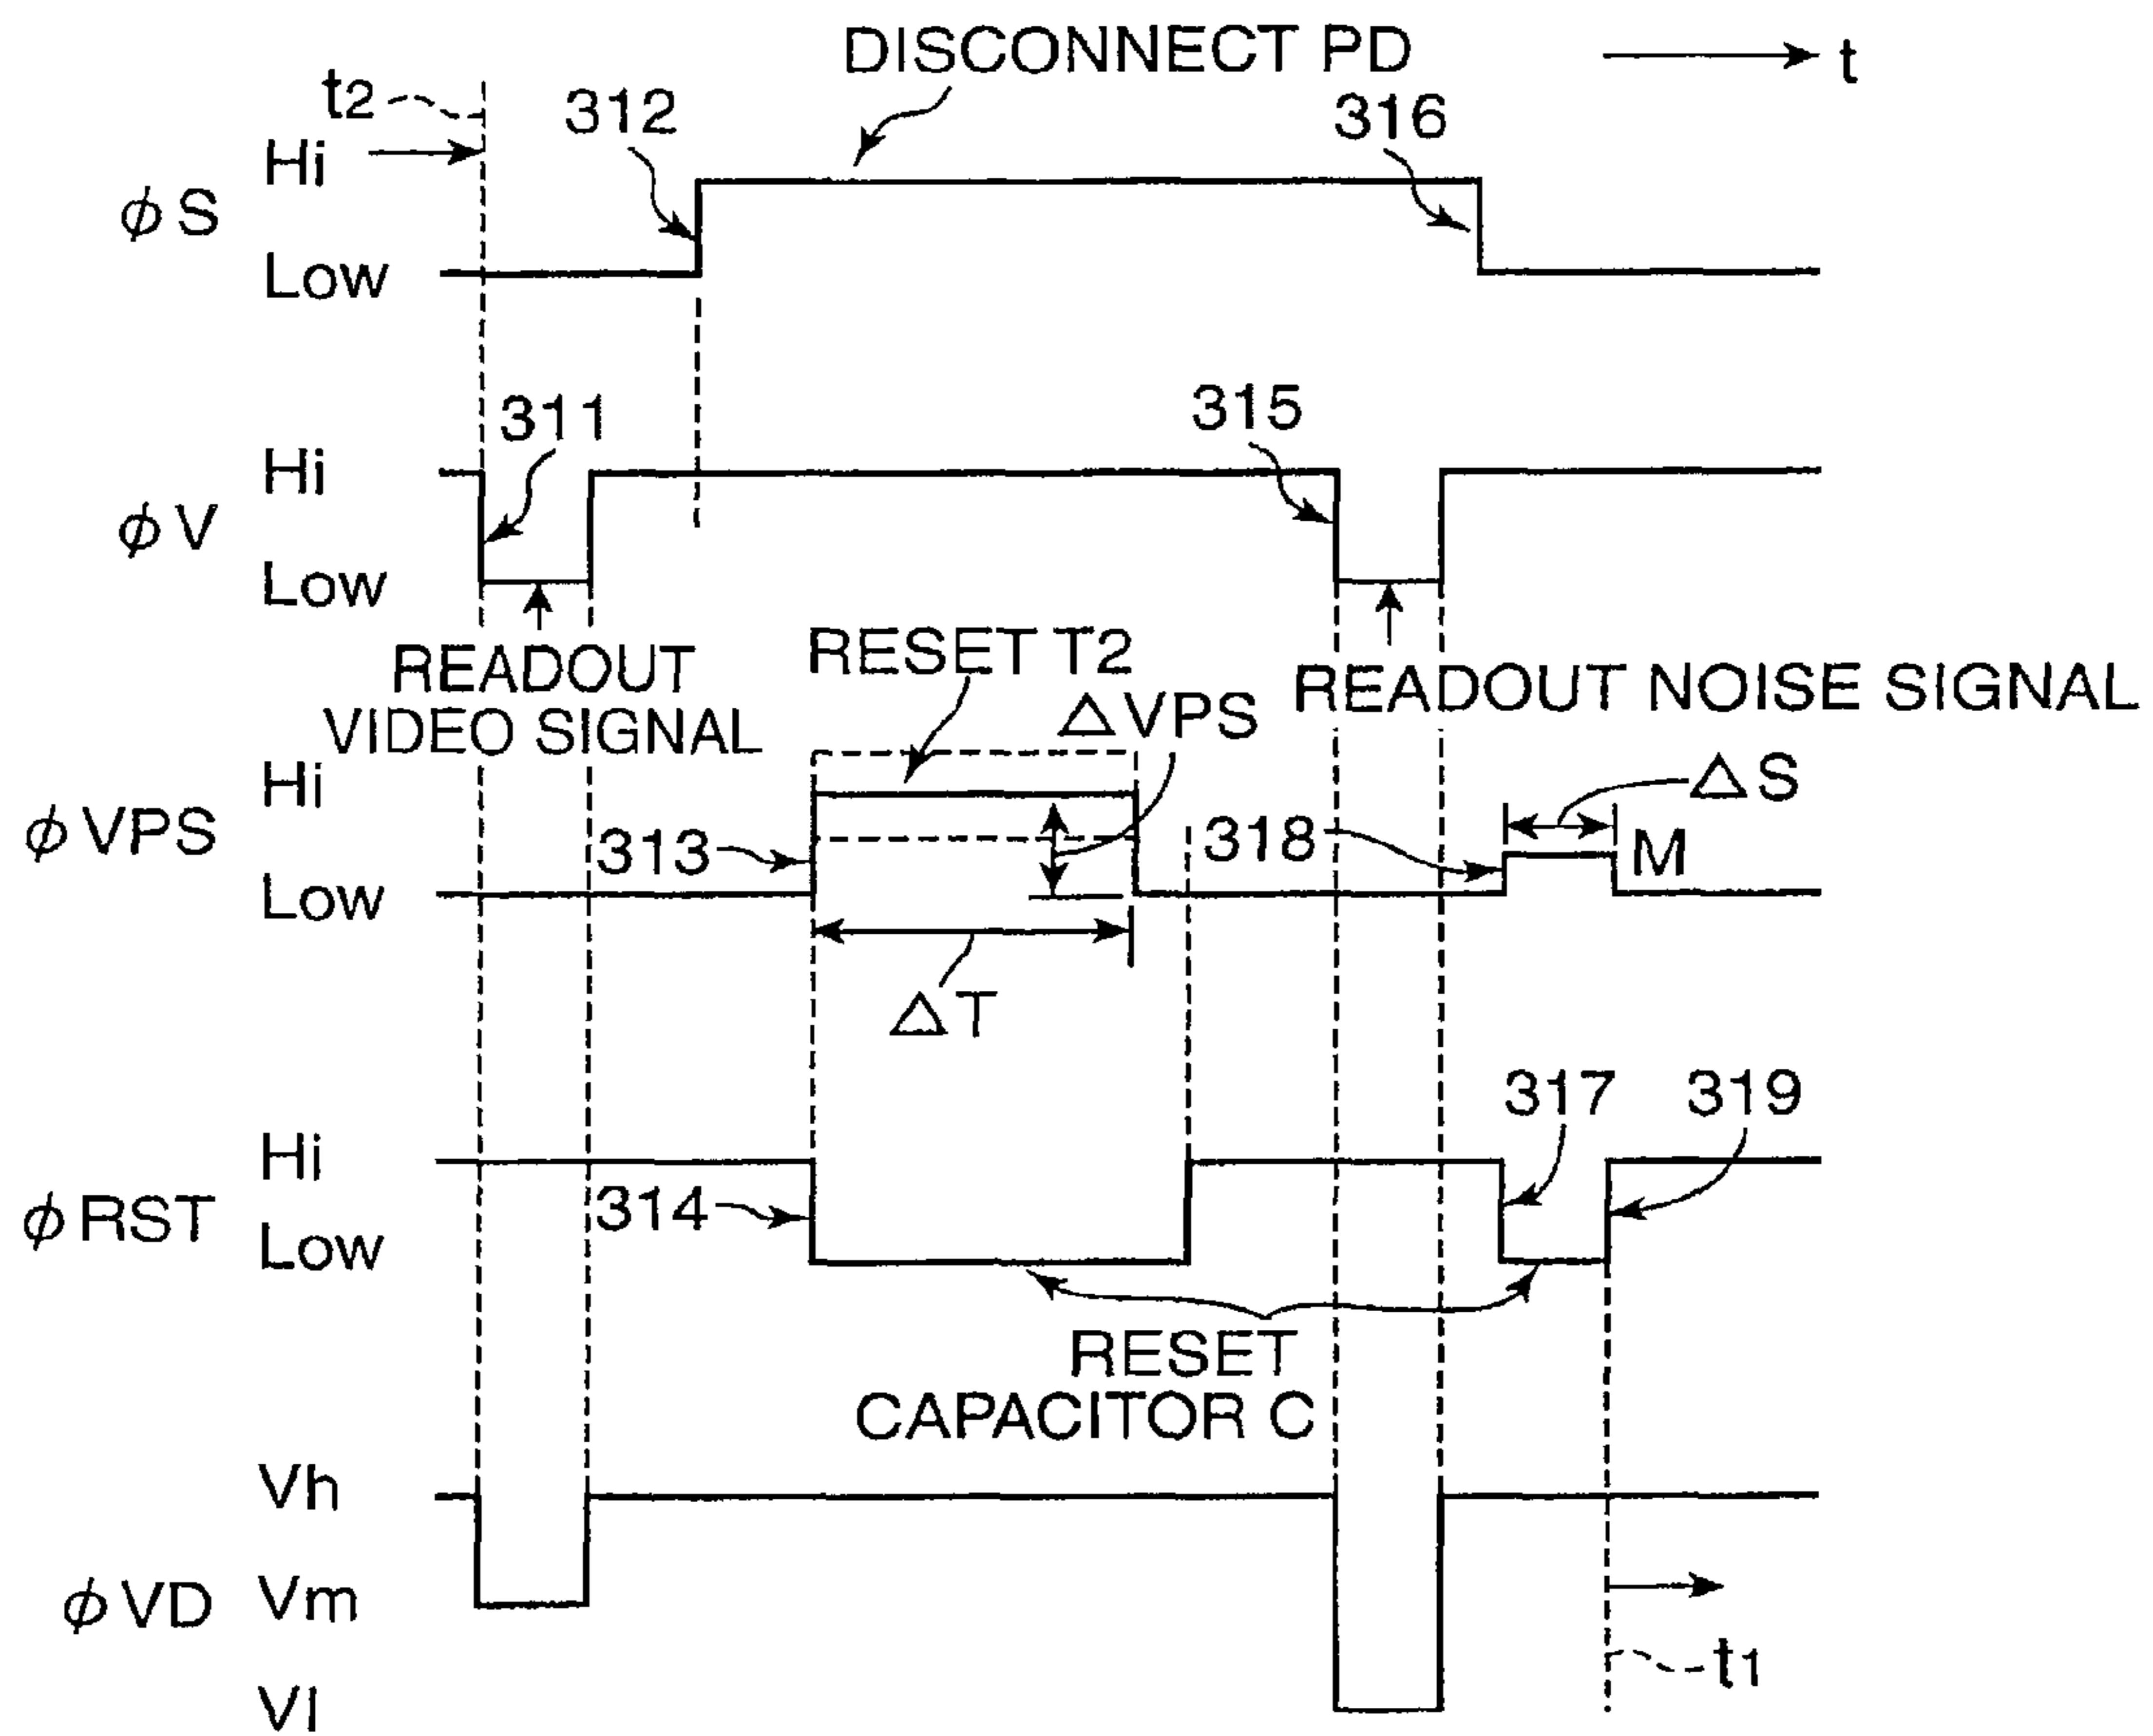 DISCONNECT PD
t
t2
312
316
Hi
ϕS
Low
311
315
Hi
ϕV
Low
READOUT
VIDEO SIGNAL
RESET T2
ΔVPS
READOUT NOISE SIGNAL
Hi
ΔS
ϕVPS
313
318
M
Low
ΔT
317
319
Hi
ϕRST
314
Low
RESET
CAPACITOR C
Vh
ϕVD
Vm
t1
Vl